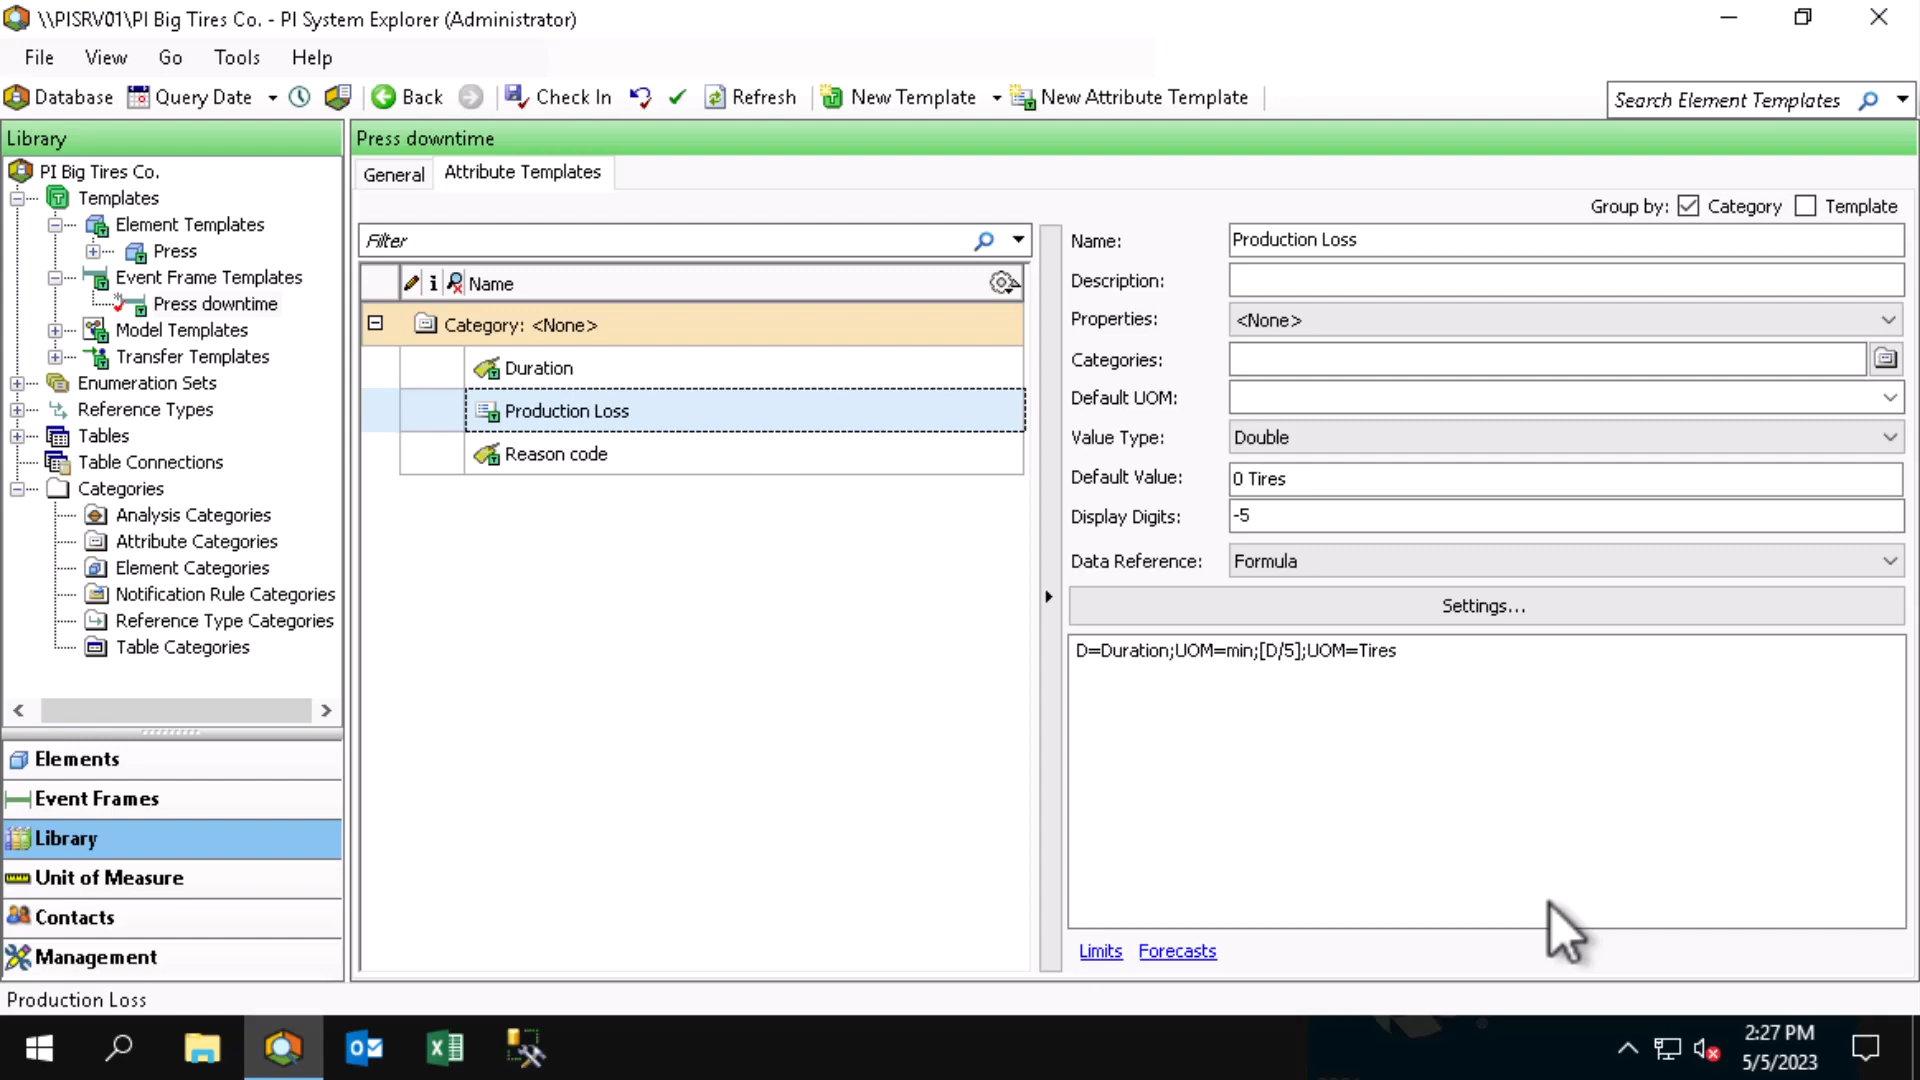 \\PISRV01\PI Big Tires Co. - PI System Explorer (Administrator)
File View Go Tools Help
Database Query Date Back Check In Refresh New Template New Attribute Template Search Element Templates
Library
PI Big Tires Co.
Templates
Element Templates
Press
Event Frame Templates
Press downtime
Model Templates
Transfer Templates
Enumeration Sets
Reference Types
Tables
Table Connections
Categories
Analysis Categories
Attribute Categories
Element Categories
Notification Rule Categories
Reference Type Categories
Table Categories
Elements
Event Frames
Library
Unit of Measure
Contacts
Management
Press downtime
General Attribute Templates
Group by: Category Template
Filter
Name
Category: <None>
Duration
Production Loss
Reason code
Name: Production Loss
Description:
Properties: <None>
Categories:
Default UOM:
Value Type: Double
Default Value: 0 Tires
Display Digits: -5
Data Reference: Formula
Settings...
D=Duration;UOM=min;[D/5];UOM=Tires
Limits Forecasts
Production Loss
2:27 PM
5/5/2023